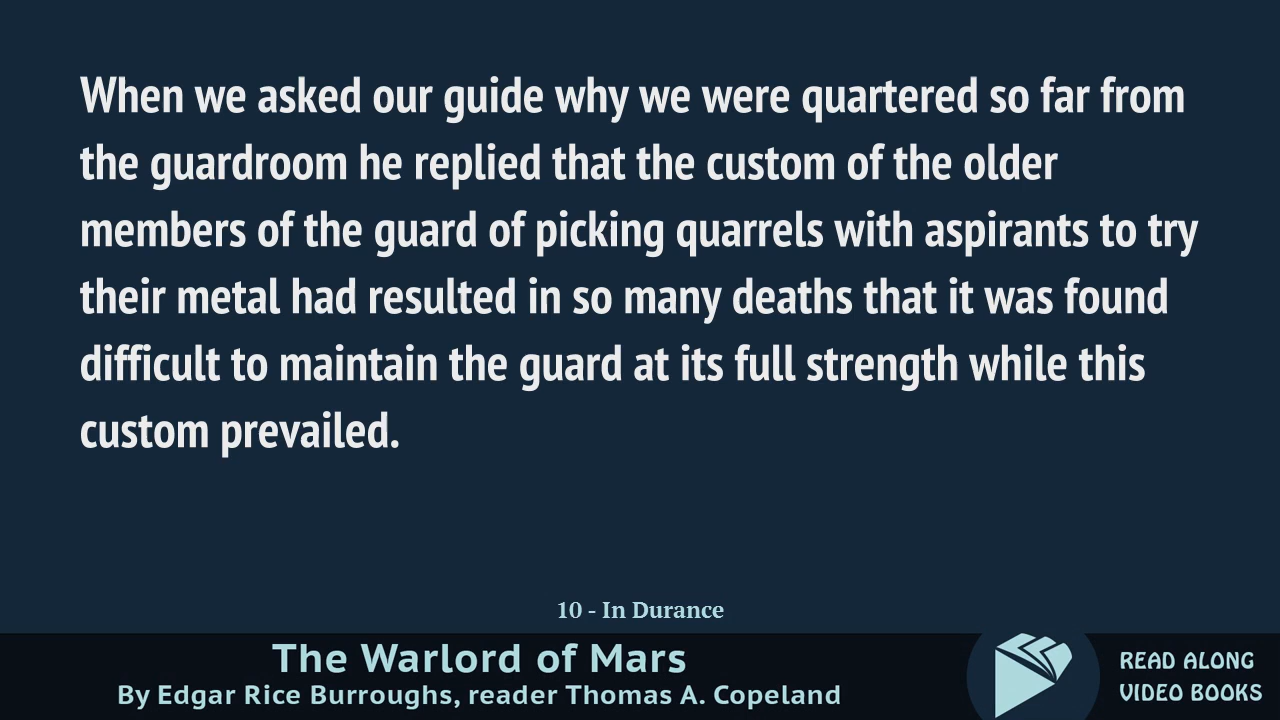 When we asked our guide why we were quartered so far from
the guardroom he replied that the custom of the older
members of the guard of picking quarrels with aspirants to try
their metal had resulted in so many deaths that it was found
difficult to maintain the guard at its full strength while this
custom prevailed.
10 - In Durance
The Warlord of Mars
By Edgar Rice Burroughs, reader Thomas A. Copeland
READ ALONG
VIDEO BOOKS